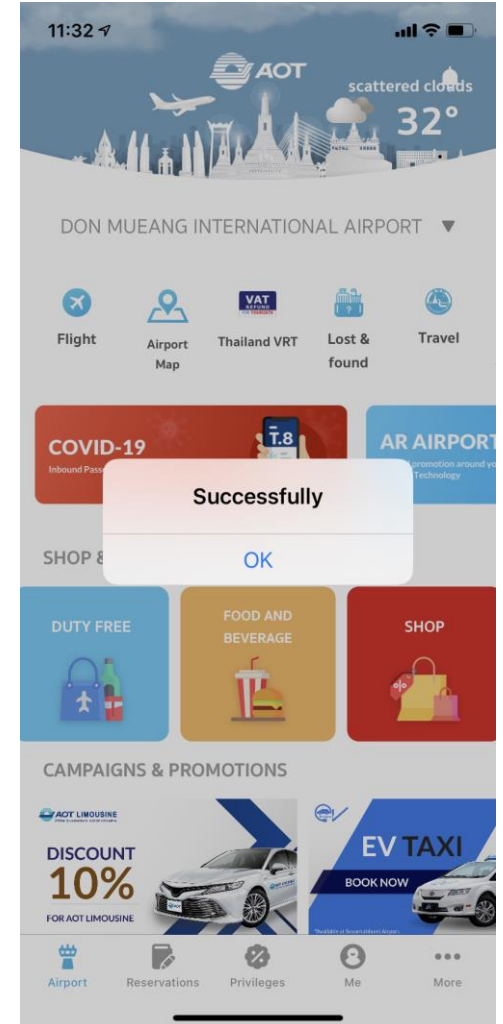 11:32
AOT
scattered clouds
32°
DON MUEANG INTERNATIONAL AIRPORT
VAT
REFUND
FOR TOURISTS
Flight
Airport
Map
Thailand VRT
Lost &
found
Travel
T.8
COVID-19
Inbound Pass
AR AIRPORT
promotion around yo
Technology
Successfully
OK
SHOP &
DUTY FREE
FOOD AND
BEVERAGE
SHOP
CAMPAIGNS & PROMOTIONS
AOT LIMOUSINE
DISCOUNT
10%
FOR AOT LIMOUSINE
EV TAXI
BOOK NOW
Airport
Reservations
Privileges
Me
More